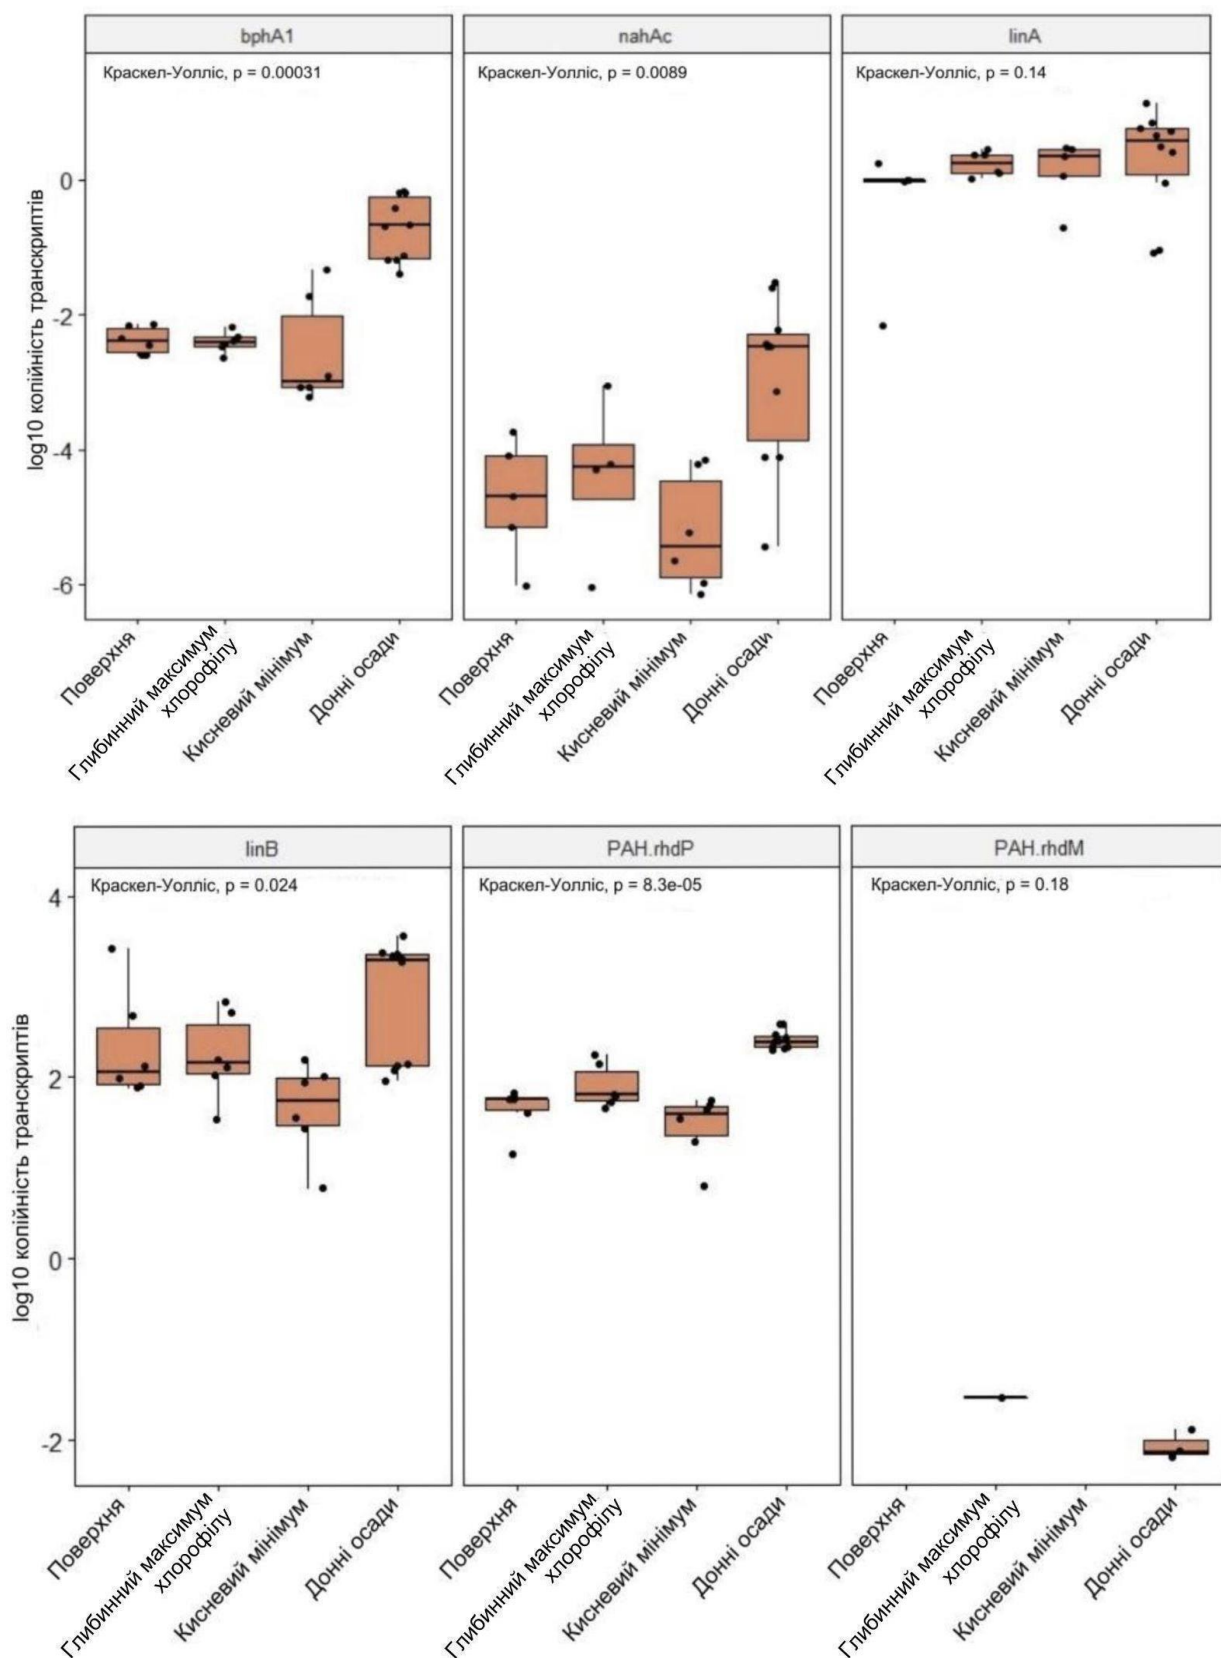 bphA1
nahAc
linA
Краскел-Уолліс, p = 0.00031
Краскел-Уолліс, p = 0.0089
Краскел-Уолліс, p = 0.14
log10 копійність транскриптів
0
-2
-4
-6
Поверхня
Глибинний максимум
хлорофілу
Кисневий мінімум
Донні осади
Поверхня
Глибинний максимум
хлорофілу
Кисневий мінімум
Донні осади
Поверхня
Глибинний максимум
хлорофілу
Кисневий мінімум
Донні осади
linB
PAH.rhdP
PAH.rhdM
Краскел-Уолліс, p = 0.024
Краскел-Уолліс, p = 8.3e-05
Краскел-Уолліс, p = 0.18
log10 копійність транскриптів
4
2
0
-2
Поверхня
Глибинний максимум
хлорофілу
Кисневий мінімум
Донні осади
Поверхня
Глибинний максимум
хлорофілу
Кисневий мінімум
Донні осади
Поверхня
Глибинний максимум
хлорофілу
Кисневий мінімум
Донні осади